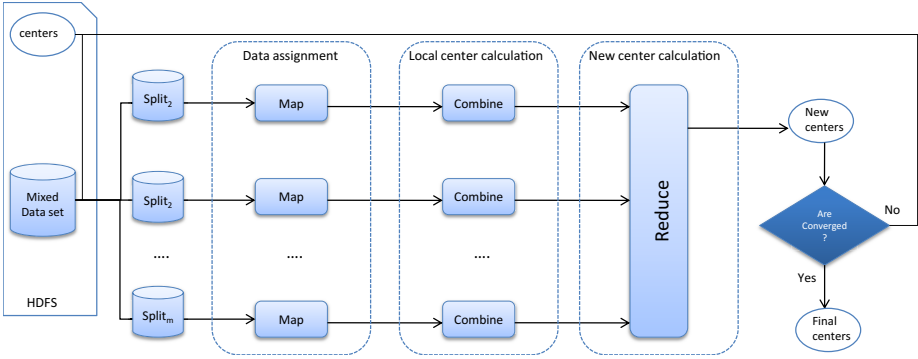 centers
Data assignment
Local center calculation
New center calculation
Split2
Map
Combine
New
centers
Mixed
Data set
Split2
Map
Combine
Reduce
Are
Converged
?
No
....
....
....
HDFS
Splitm
Map
Combine
Yes
Final
centers